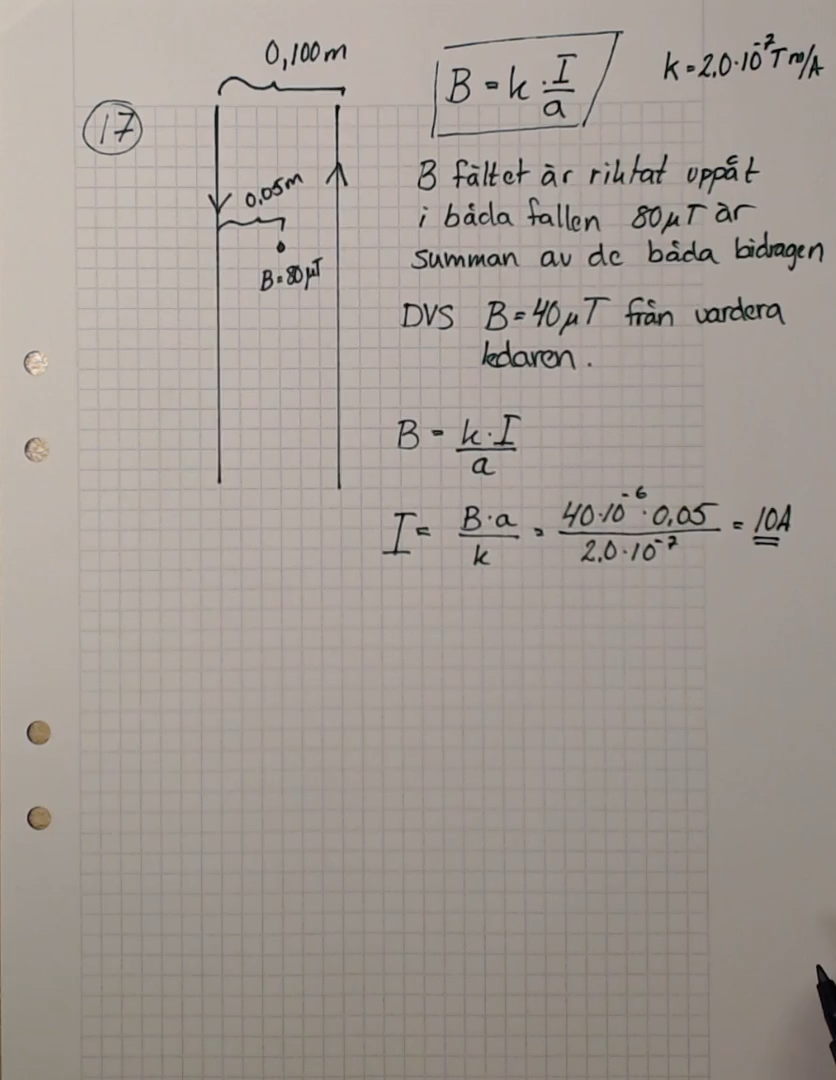 0,100m
17
B = k · I/a
k = 2,0·10⁻⁷ Tm/A
0,05m
B = 80µT
B fältet är riktat uppåt
i båda fallen 80µT är
summan av de båda bidragen
DVS B = 40µT från vardera
ledaren.
B = k·I/a
I = B·a/k = 40·10⁻⁶·0,05/2,0·10⁻⁷ = 10A